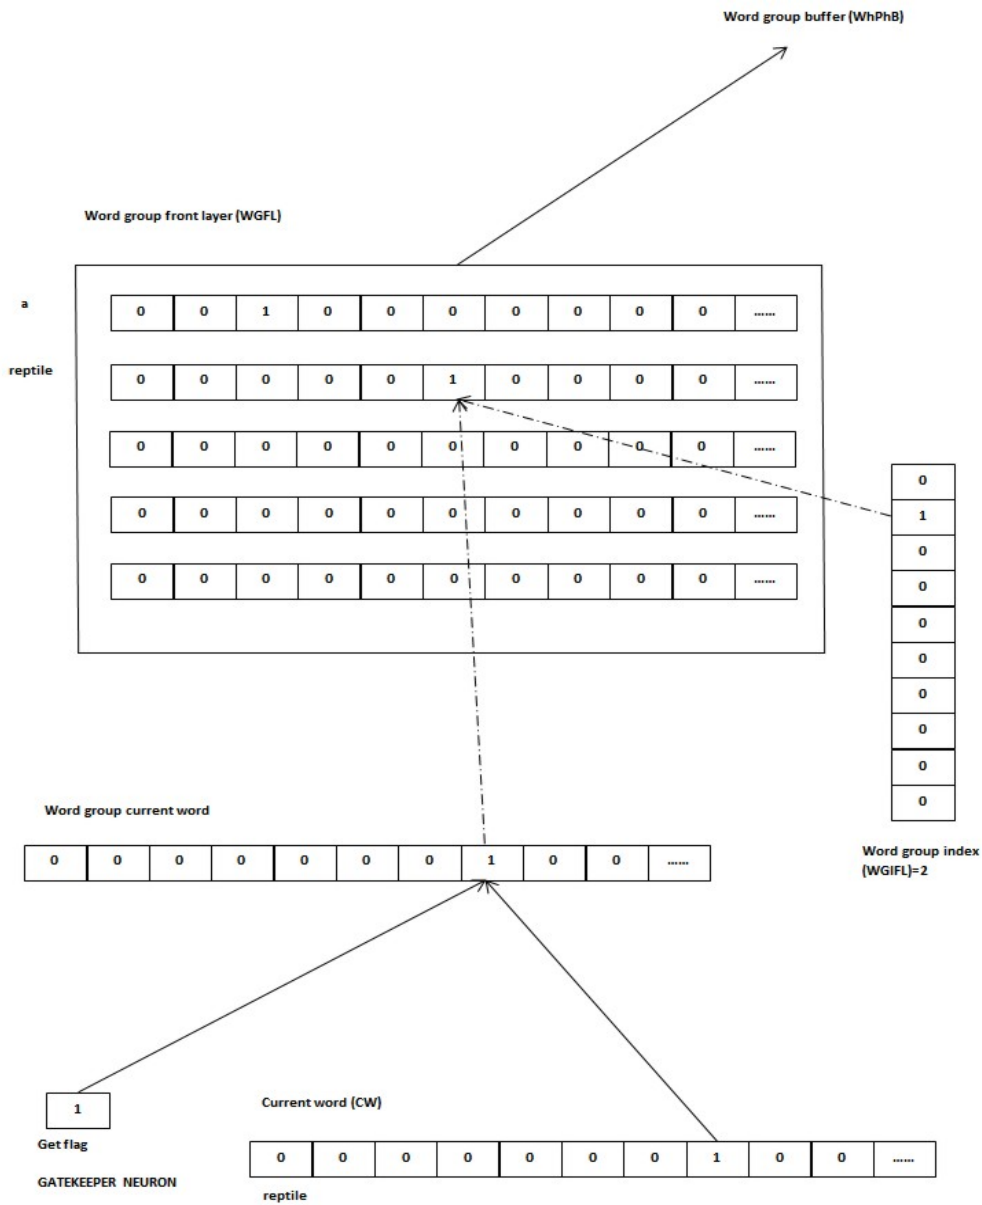 Word group buffer (WhPhB)
Word group front layer (WGFL)
a
0 0 1 0 0 0 0 0 0 0 ......
reptile
0 0 0 0 0 1 0 0 0 0 ......
0 0 0 0 0 0 0 0 0 0 ......
0 0 0 0 0 0 0 0 0 0 ......
0 0 0 0 0 0 0 0 0 0 ......
0
1
0
0
0
0
0
0
0
0
Word group index
(WGIFL)=2
Word group current word
0 0 0 0 0 0 0 1 0 0 ......
1
Get flag
GATEKEEPER NEURON
Current word (CW)
0 0 0 0 0 0 0 1 0 0 ......
reptile